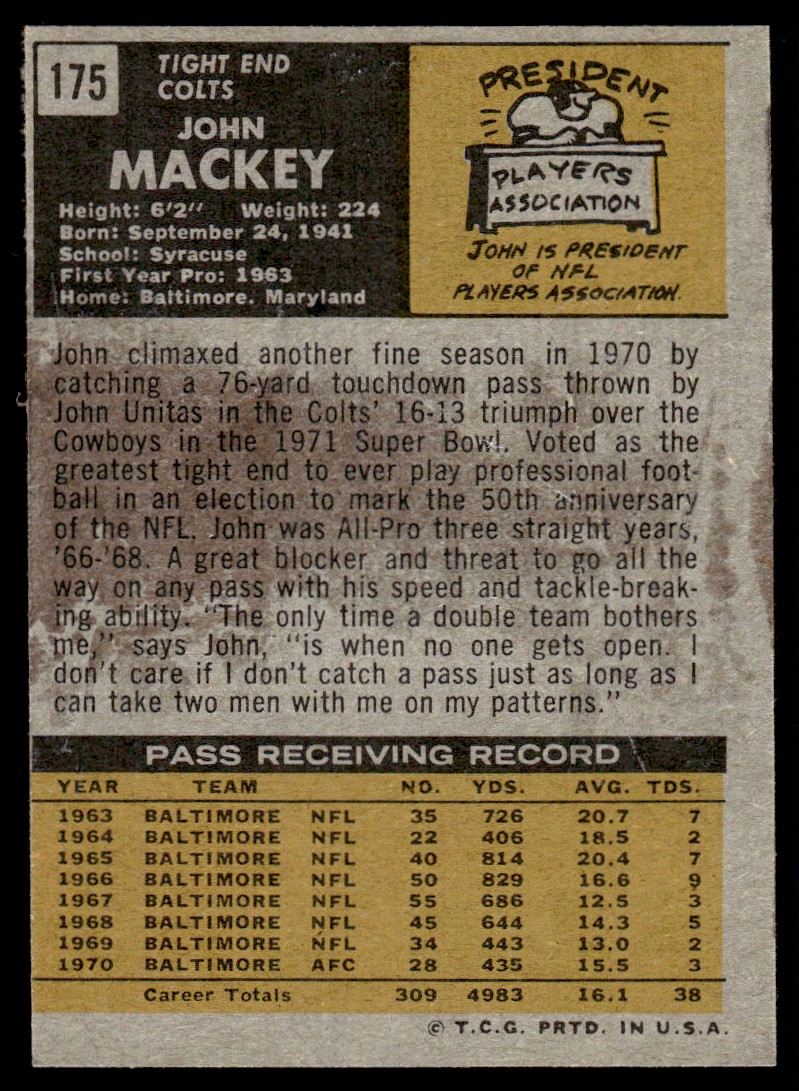 175
TIGHT END
COLTS
JOHN
MACKEY
Height: 6'2" Weight: 224
Born: September 24, 1941
School: Syracuse
First Year Pro: 1963
Home: Baltimore, Maryland
PRESIDENT
PLAYERS
ASSOCIATION
JOHN IS PRESIDENT
OF NFL
PLAYERS ASSOCIATION.
John climaxed another fine season in 1970 by
catching a 76-yard touchdown pass thrown by
John Unitas in the Colts' 16-13 triumph over the
Cowboys in the 1971 Super Bowl. Voted as the
greatest tight end to ever play professional foot-
ball in an election to mark the 50th anniversary
of the NFL. John was All-Pro three straight years,
'66-'68. A great blocker and threat to go all the
way on any pass with his speed and tackle-break-
ing ability. "The only time a double team bothers
me," says John, "is when no one gets open. I
don't care if I don't catch a pass just as long as I
can take two men with me on my patterns."
PASS RECEIVING RECORD
YEAR TEAM NO. YDS. AVG. TDS.
1963 BALTIMORE NFL 35 726 20.7 7
1964 BALTIMORE NFL 22 406 18.5 2
1965 BALTIMORE NFL 40 814 20.4 7
1966 BALTIMORE NFL 50 829 16.6 9
1967 BALTIMORE NFL 55 686 12.5 3
1968 BALTIMORE NFL 45 644 14.3 5
1969 BALTIMORE NFL 34 443 13.0 2
1970 BALTIMORE AFC 28 435 15.5 3
Career Totals 309 4983 16.1 38
© T.C.G. PRTD. IN U.S.A.